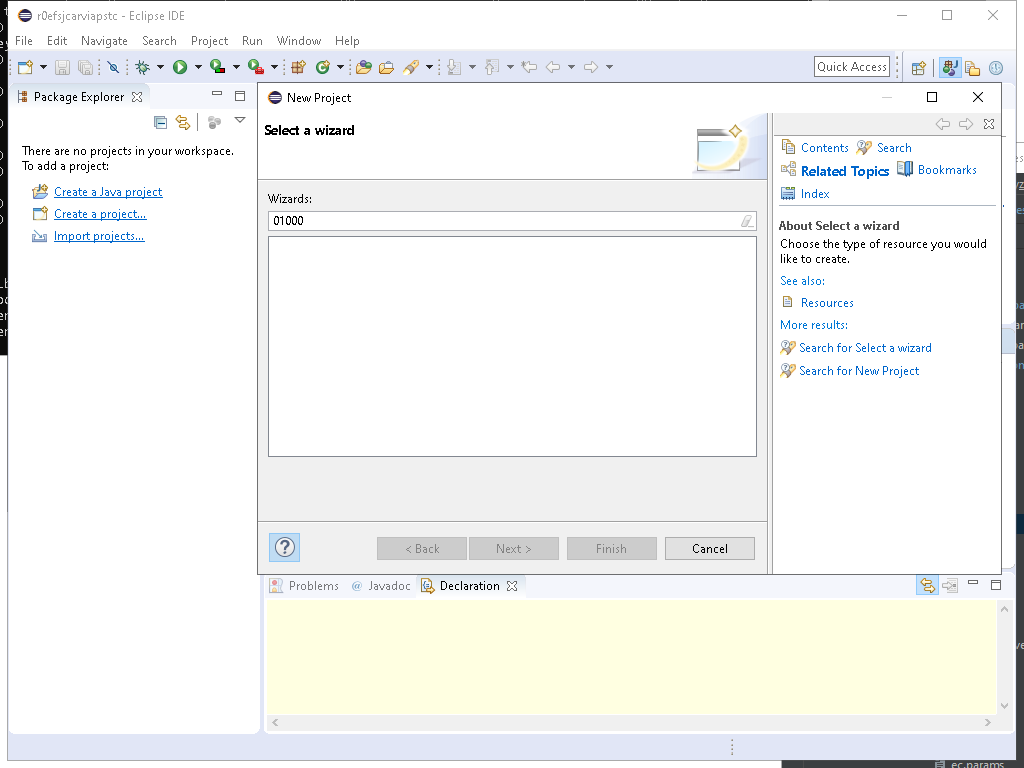 r0efsjcarviapstc - Eclipse IDE
File Edit Navigate Search Project Run Window Help
Quick Access
Package Explorer
There are no projects in your workspace.
To add a project:
Create a Java project
Create a project...
Import projects...
New Project
Select a wizard
Wizards:
01000
< Back Next > Finish Cancel
Contents Search
Related Topics Bookmarks
Index
About Select a wizard
Choose the type of resource you would
like to create.
See also:
Resources
More results:
Search for Select a wizard
Search for New Project
Problems @ Javadoc Declaration
ec.params